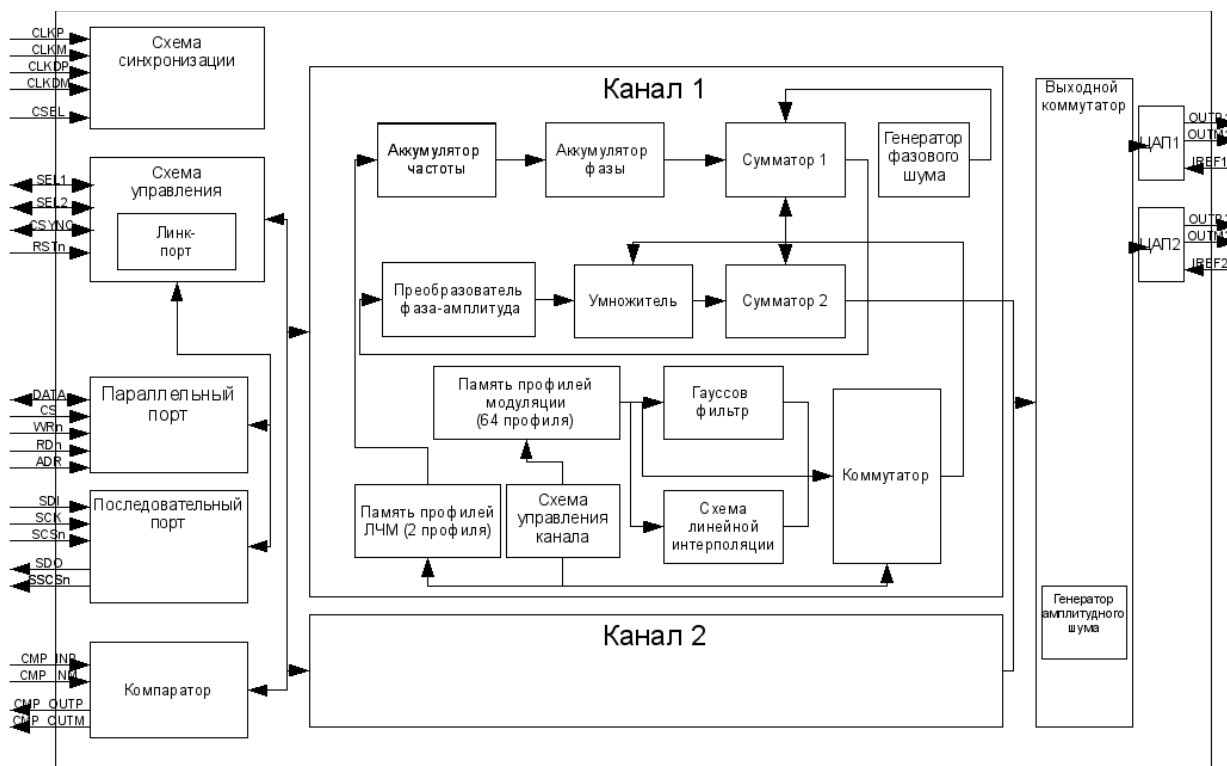 CLKP
CLKM
CLKDP
CLKDM
CSEL
Схема
синхронизации
SEL1
SEL2
CSYNC
RSTn
Схема
управления
Линк-
порт
DATA
CS
WRn
RDn
ADR
Параллельный
порт
SDI
SCK
SCSn
SDO
SSCSn
Последовательный
порт
CMP_INP
CMP_INM
CMP_OUTP
CMP_OUTM
Компаратор
Канал 1
Аккумулятор
частоты
Аккумулятор
фазы
Сумматор 1
Генератор
фазового
шума
Преобразователь
фаза-амплитуда
Умножитель
Сумматор 2
Память профилей
модуляции
(64 профиля)
Гауссов
фильтр
Коммутатор
Память профилей
ЛЧМ (2 профиля)
Схема
управления
канала
Схема
линейной
интерполяции
Канал 2
Выходной
коммутатор
Генератор
амплитудного
шума
ЦАП1
IREF1
ЦАП2
IREF2